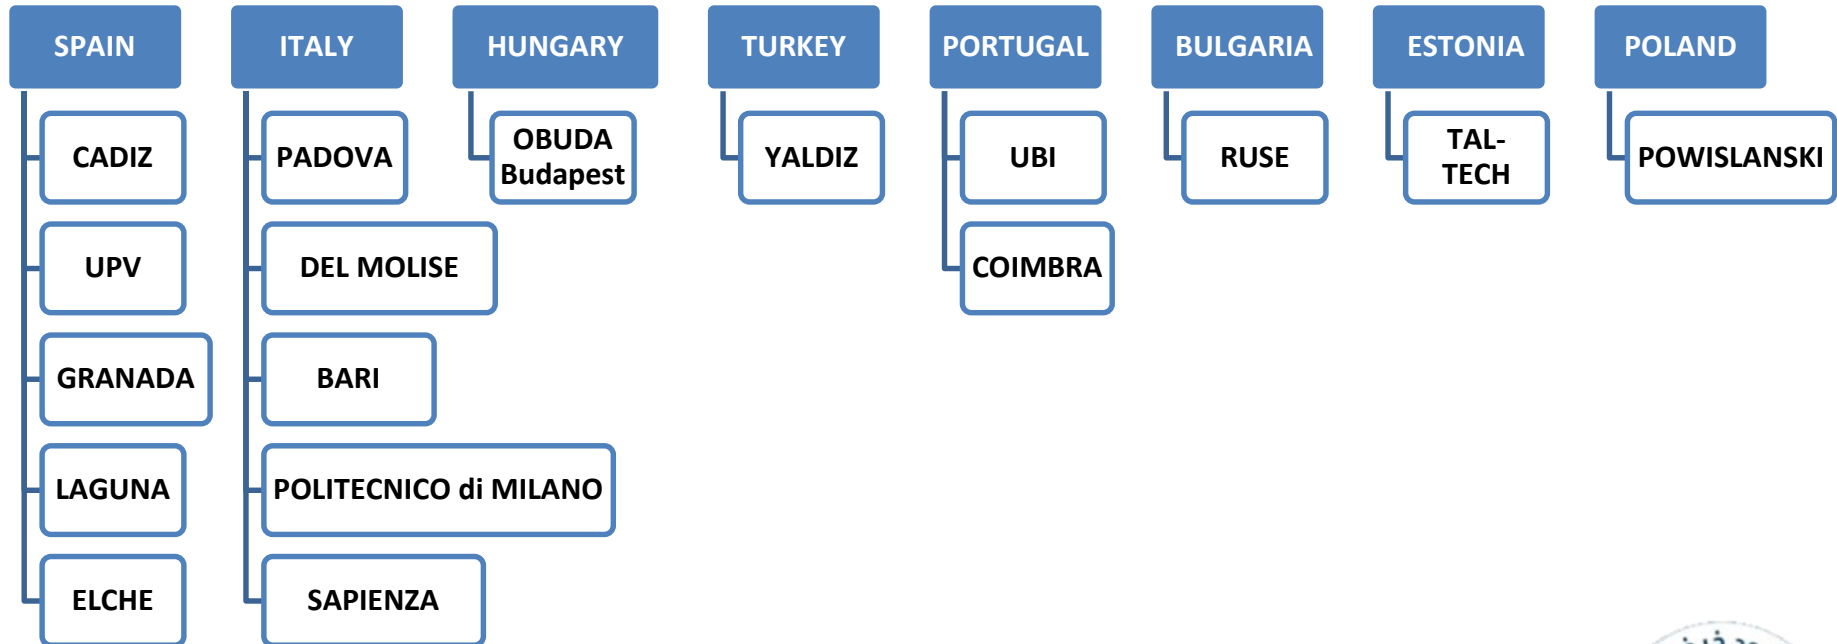 SPAIN
CADIZ
UPV
GRANADA
LAGUNA
ELCHE
ITALY
PADOVA
DEL MOLISE
BARI
POLITECNICO di MILANO
SAPIENZA
HUNGARY
OBUDA
Budapest
TURKEY
YALDIZ
PORTUGAL
UBI
COIMBRA
BULGARIA
RUSE
ESTONIA
TAL-
TECH
POLAND
POWISLANSKI